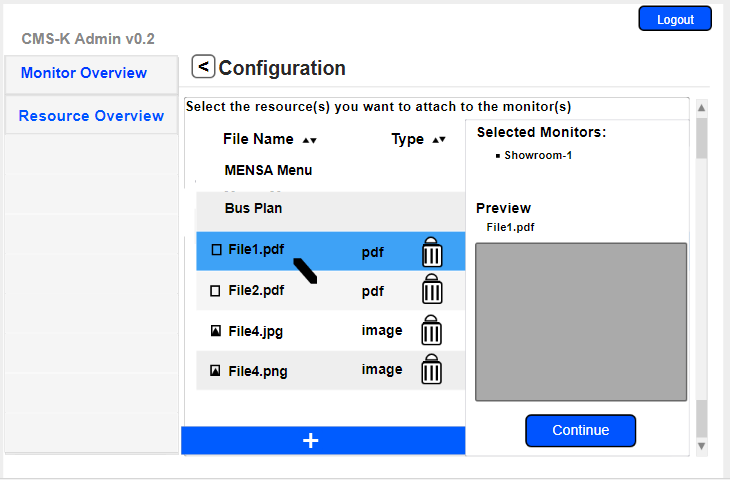 Logout
CMS-K Admin v0.2
Monitor Overview
Resource Overview
< Configuration
Select the resource(s) you want to attach to the monitor(s)
File Name ▲▼ Type ▲▼
MENSA Menu
Bus Plan
File1.pdf pdf
File2.pdf pdf
File4.jpg image
File4.png image
+
Selected Monitors:
▪ Showroom-1
Preview
File1.pdf
Continue